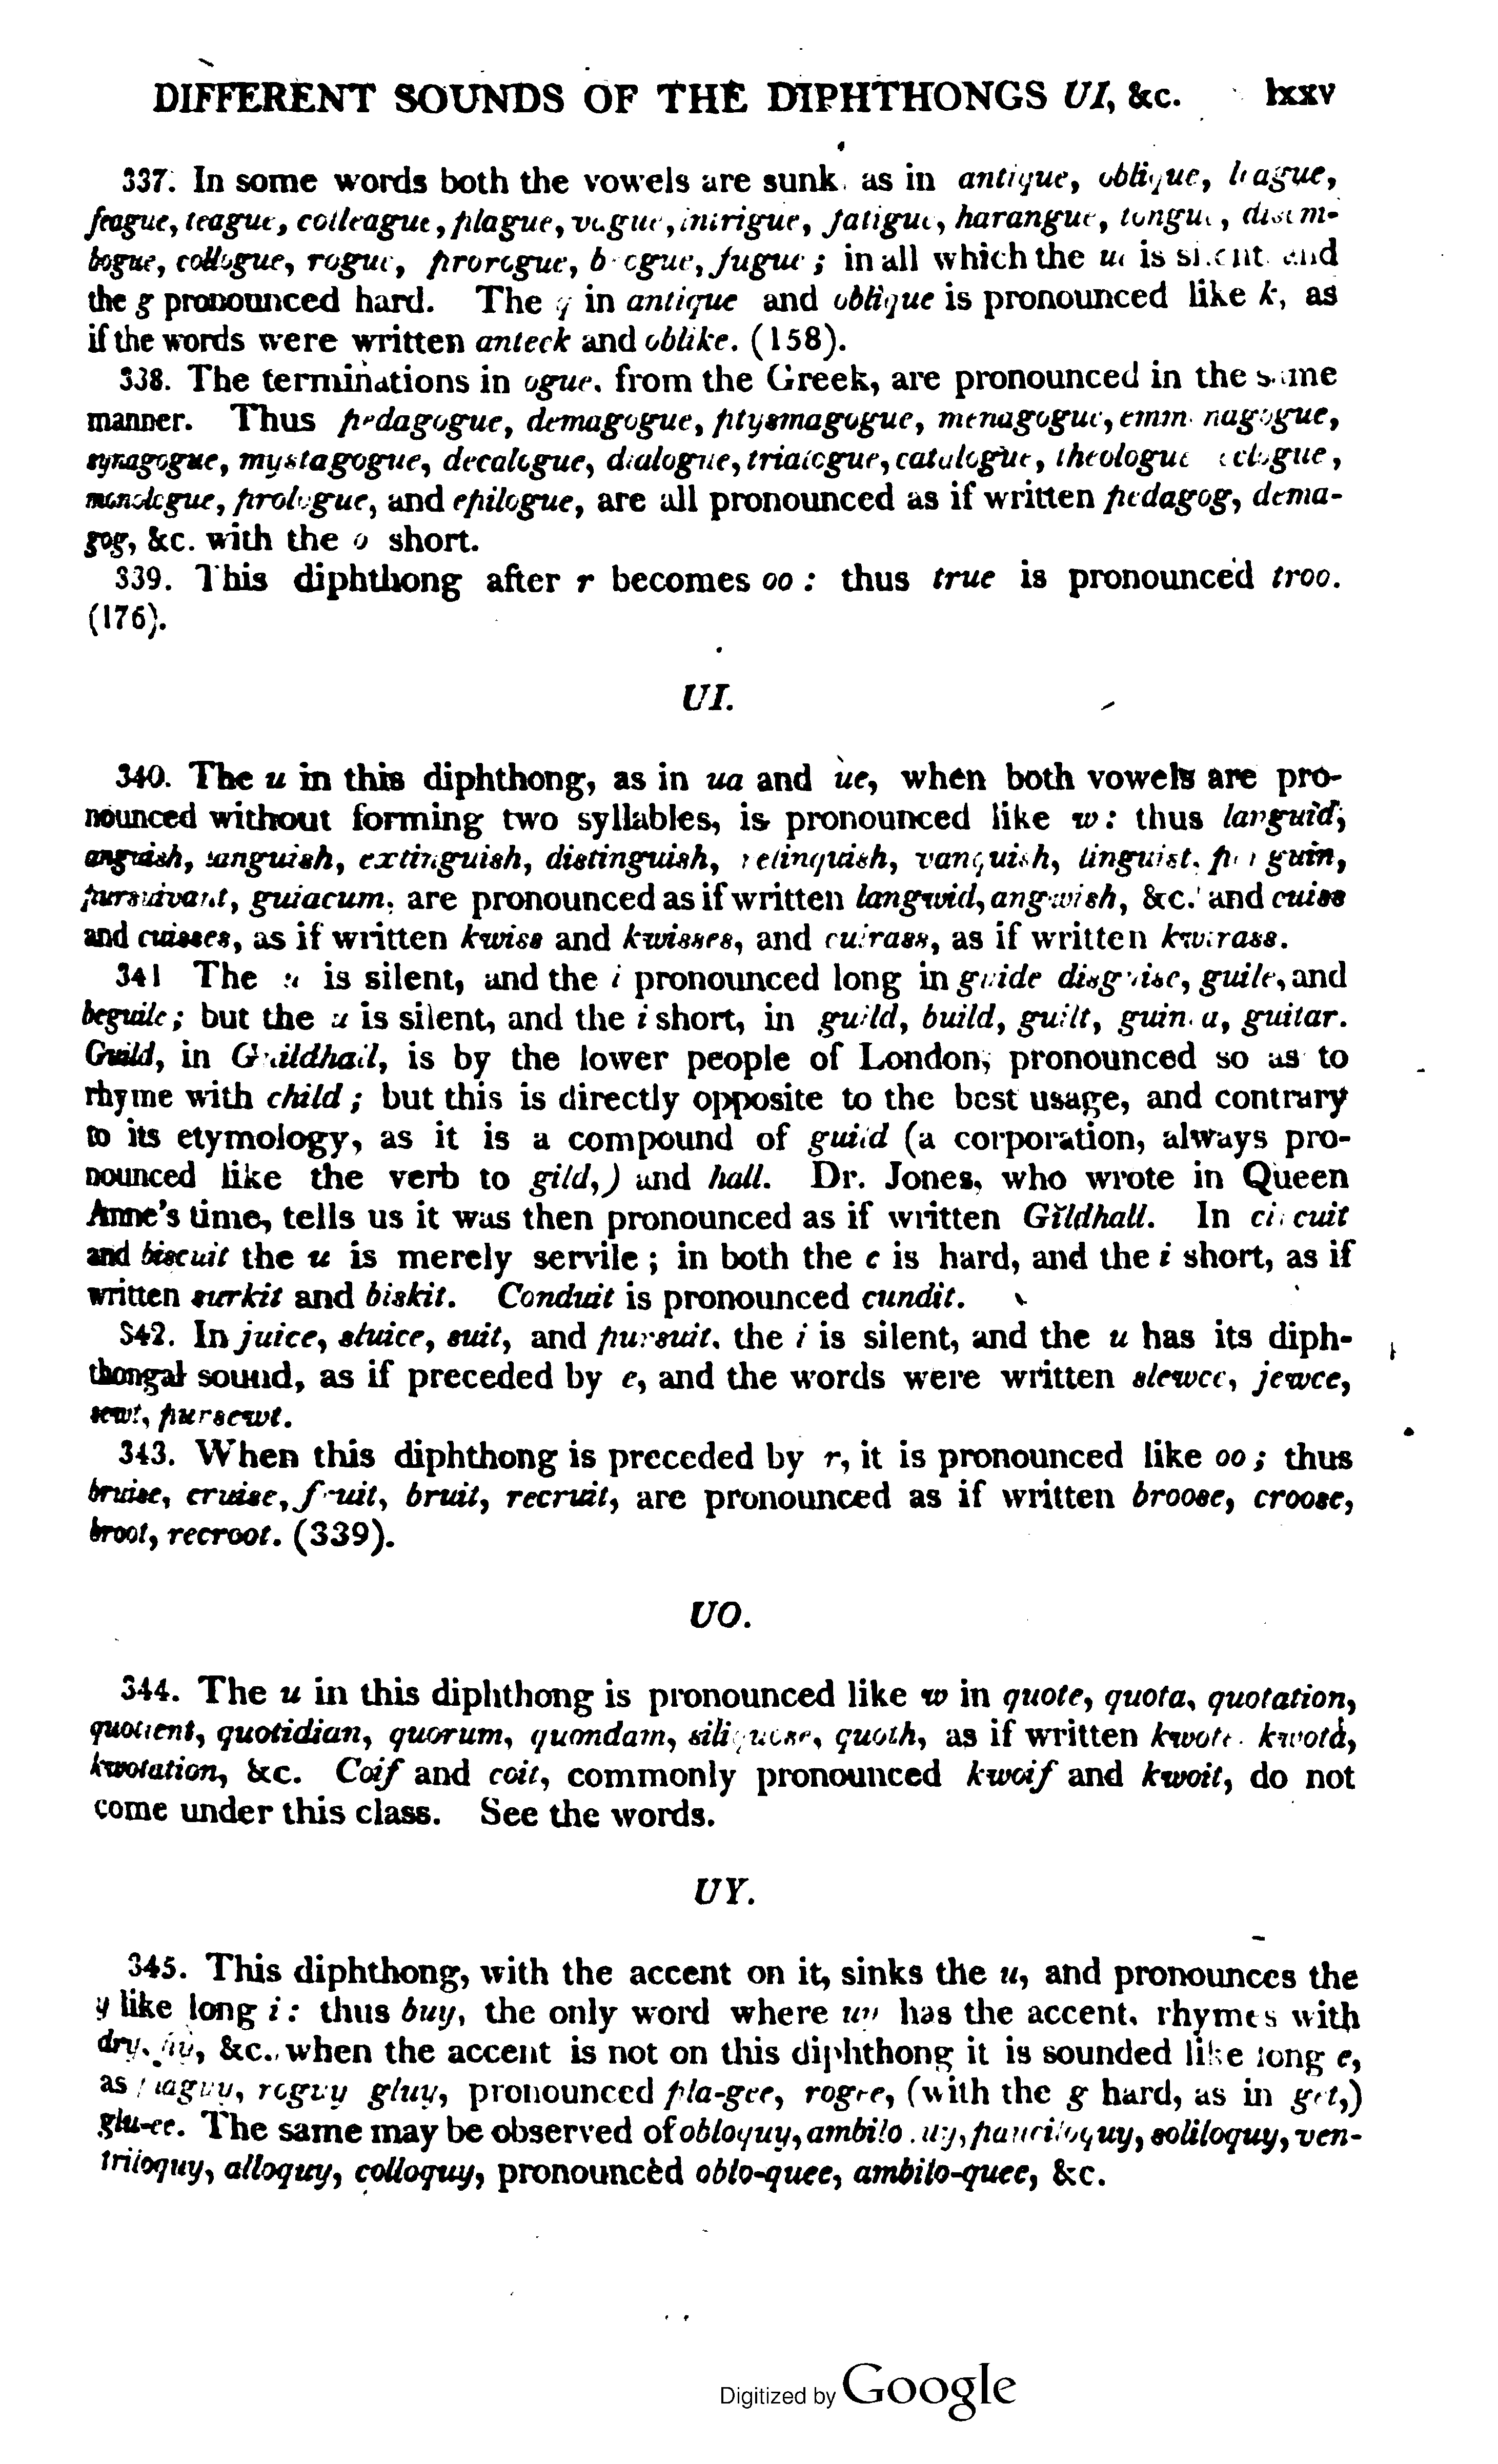 DIFFERENT SOUNDS OF THE DIPHTHONGS UI, &c. lxxv
337. In some words both the vowels are sunk, as in antique, oblique, league,
feague, teague, colleague, plague, vague, intrigue, fatigue, harangue, tongue, disem-
bogue, collogue, rogue, prorogue, brogue, fugue; in all which the ue is silent, and
the g pronounced hard. The q in antique and oblique is pronounced like k, as
if the words were written anteek and oblike. (158).
338. The terminations in ogue, from the Greek, are pronounced in the same
manner. Thus pedagogue, demagogue, ptysmagogue, menagogue, emmenagogue,
synagogue, mystagogue, decalogue, dialogue, trialogue, catalogue, theologue, eclogue,
monologue, prologue, and epilogue, are all pronounced as if written pedagog, dema-
gog, &c. with the o short.
339. This diphthong after r becomes oo: thus true is pronounced troo.
(176).
UI.
340. The u in this diphthong, as in ua and ue, when both vowels are pro-
nounced without forming two syllables, is pronounced like w: thus languid,
anguish, languish, extinguish, distinguish, relinquish, vanquish, linguist, penguin,
pursuivant, guiacum, are pronounced as if written langwid, angwish, &c. and cuiss
and cuisses, as if written kwiss and kwisses, and cuirass, as if written kwirass.
341 The u is silent, and the i pronounced long in guide disguise, guile, and
beguile; but the u is silent, and the i short, in guild, build, guilt, guinea, guitar.
Guild, in Guildhall, is by the lower people of London, pronounced so as to
rhyme with child; but this is directly opposite to the best usage, and contrary
to its etymology, as it is a compound of guild (a corporation, always pro-
nounced like the verb to gild,) and hall. Dr. Jones, who wrote in Queen
Anne's time, tells us it was then pronounced as if written Gĭldhall. In circuit
and biscuit the u is merely servile; in both the c is hard, and the i short, as if
written surkit and biskit. Conduit is pronounced cundit.
342. In juice, sluice, suit, and pursuit, the i is silent, and the u has its diph-
thongal sound, as if preceded by e, and the words were written slewce, jewce,
sewt, pursewt.
343. When this diphthong is preceded by r, it is pronounced like oo; thus
bruise, cruise, fruit, bruit, recruit, are pronounced as if written broose, croose,
broot, recroot. (339).
UO.
344. The u in this diphthong is pronounced like w in quote, quota, quotation,
quotient, quotidian, quorum, quondam, siliquose, quoth, as if written kwote, kwota,
kwotation, &c. Coif and coit, commonly pronounced kwoif and kwoit, do not
come under this class. See the words.
UY.
345. This diphthong, with the accent on it, sinks the u, and pronounces the
y like long i: thus buy, the only word where uy has the accent, rhymes with
dry, fly, &c., when the accent is not on this diphthong it is sounded like long e,
as plaguy, roguy gluy, pronounced pla-gee, rog-e, (with the g hard, as in get,)
glu-ee. The same may be observed of obloquy, ambiloquy, pauciloquy, soliloquy, ven-
triloquy, alloquy, colloquy, pronounced oblo-quee, ambilo-quee, &c.
Digitized by Google